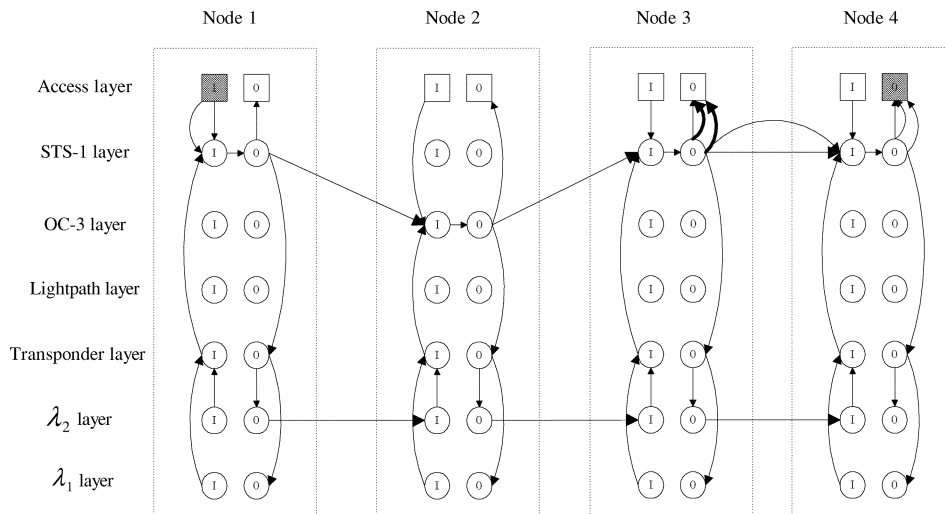 Node 1 Node 2 Node 3 Node 4
Access layer I O I O I O I O
STS-1 layer I O I O I O I O
OC-3 layer I O I O I O I O
Lightpath layer I O I O I O I O
Transponder layer I O I O I O I O
λ₂ layer I O I O I O I O
λ₁ layer I O I O I O I O